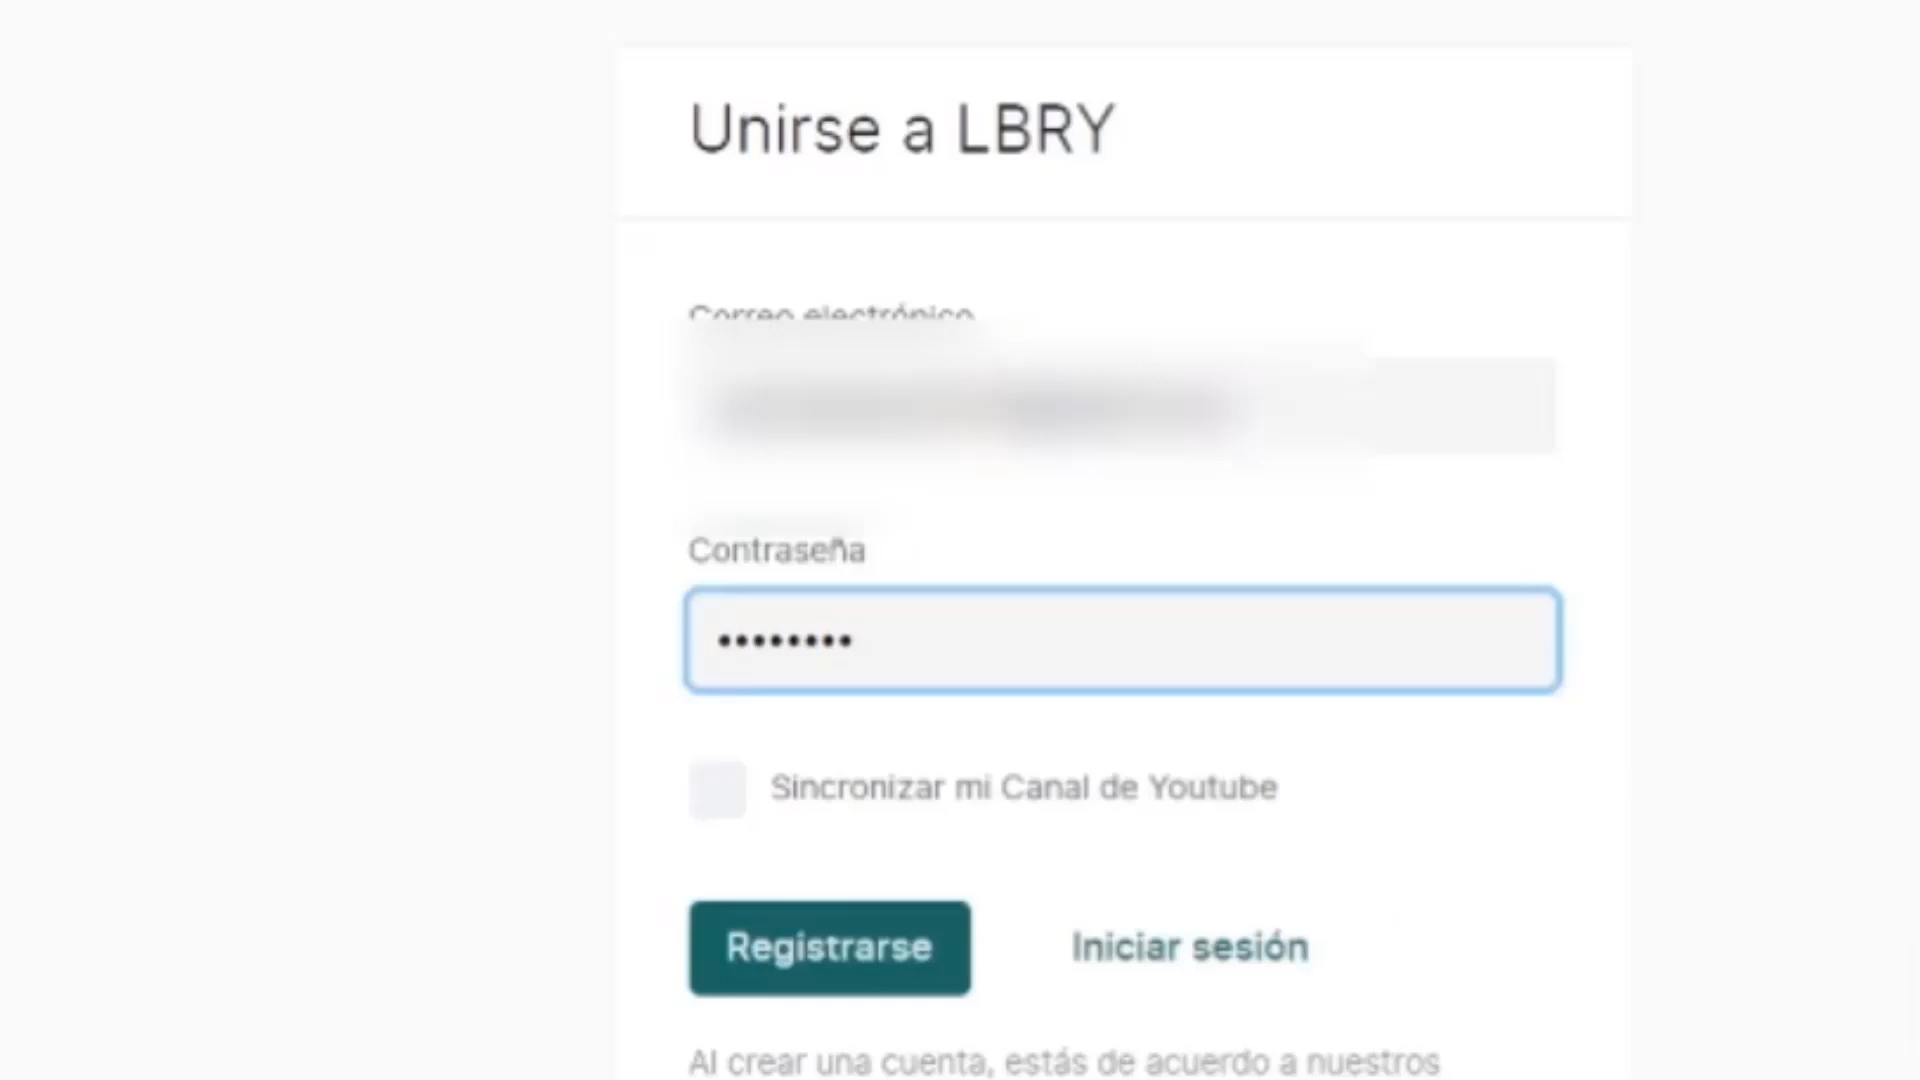 Unirse a LBRY
Correo electrónico
Contraseña
••••••••
Sincronizar mi Canal de Youtube
Registrarse
Iniciar sesión
Al crear una cuenta, estás de acuerdo a nuestros